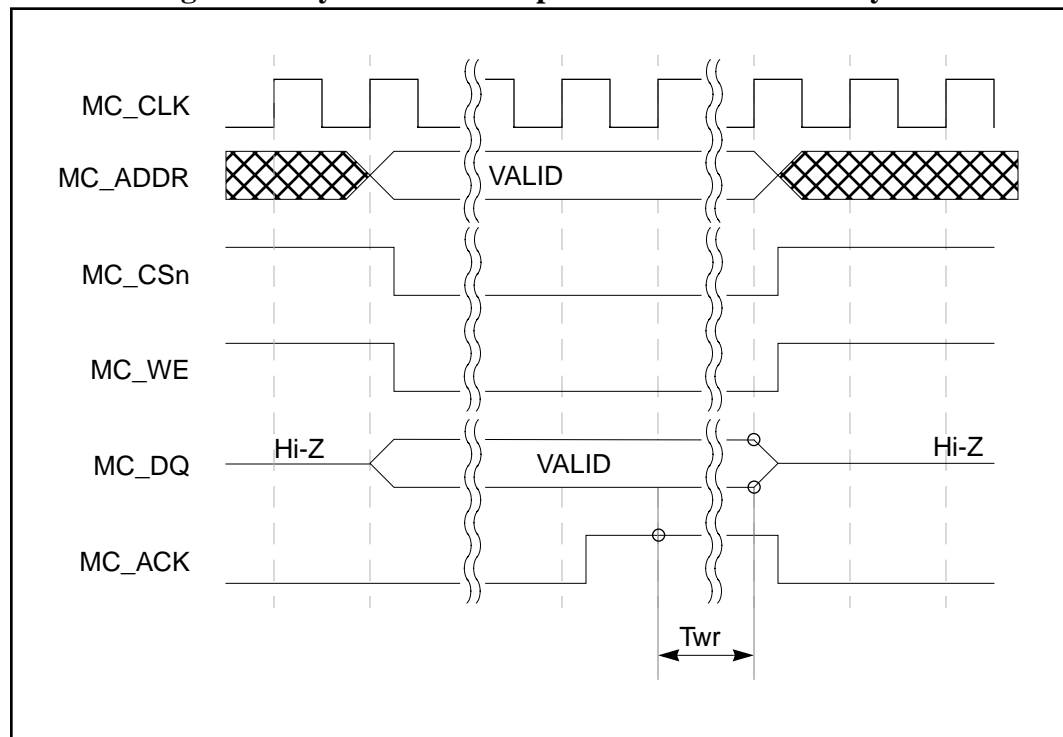 MC_CLK
MC_ADDR
VALID
MC_CSn
MC_WE
MC_DQ
Hi-Z
VALID
Hi-Z
MC_ACK
Twr